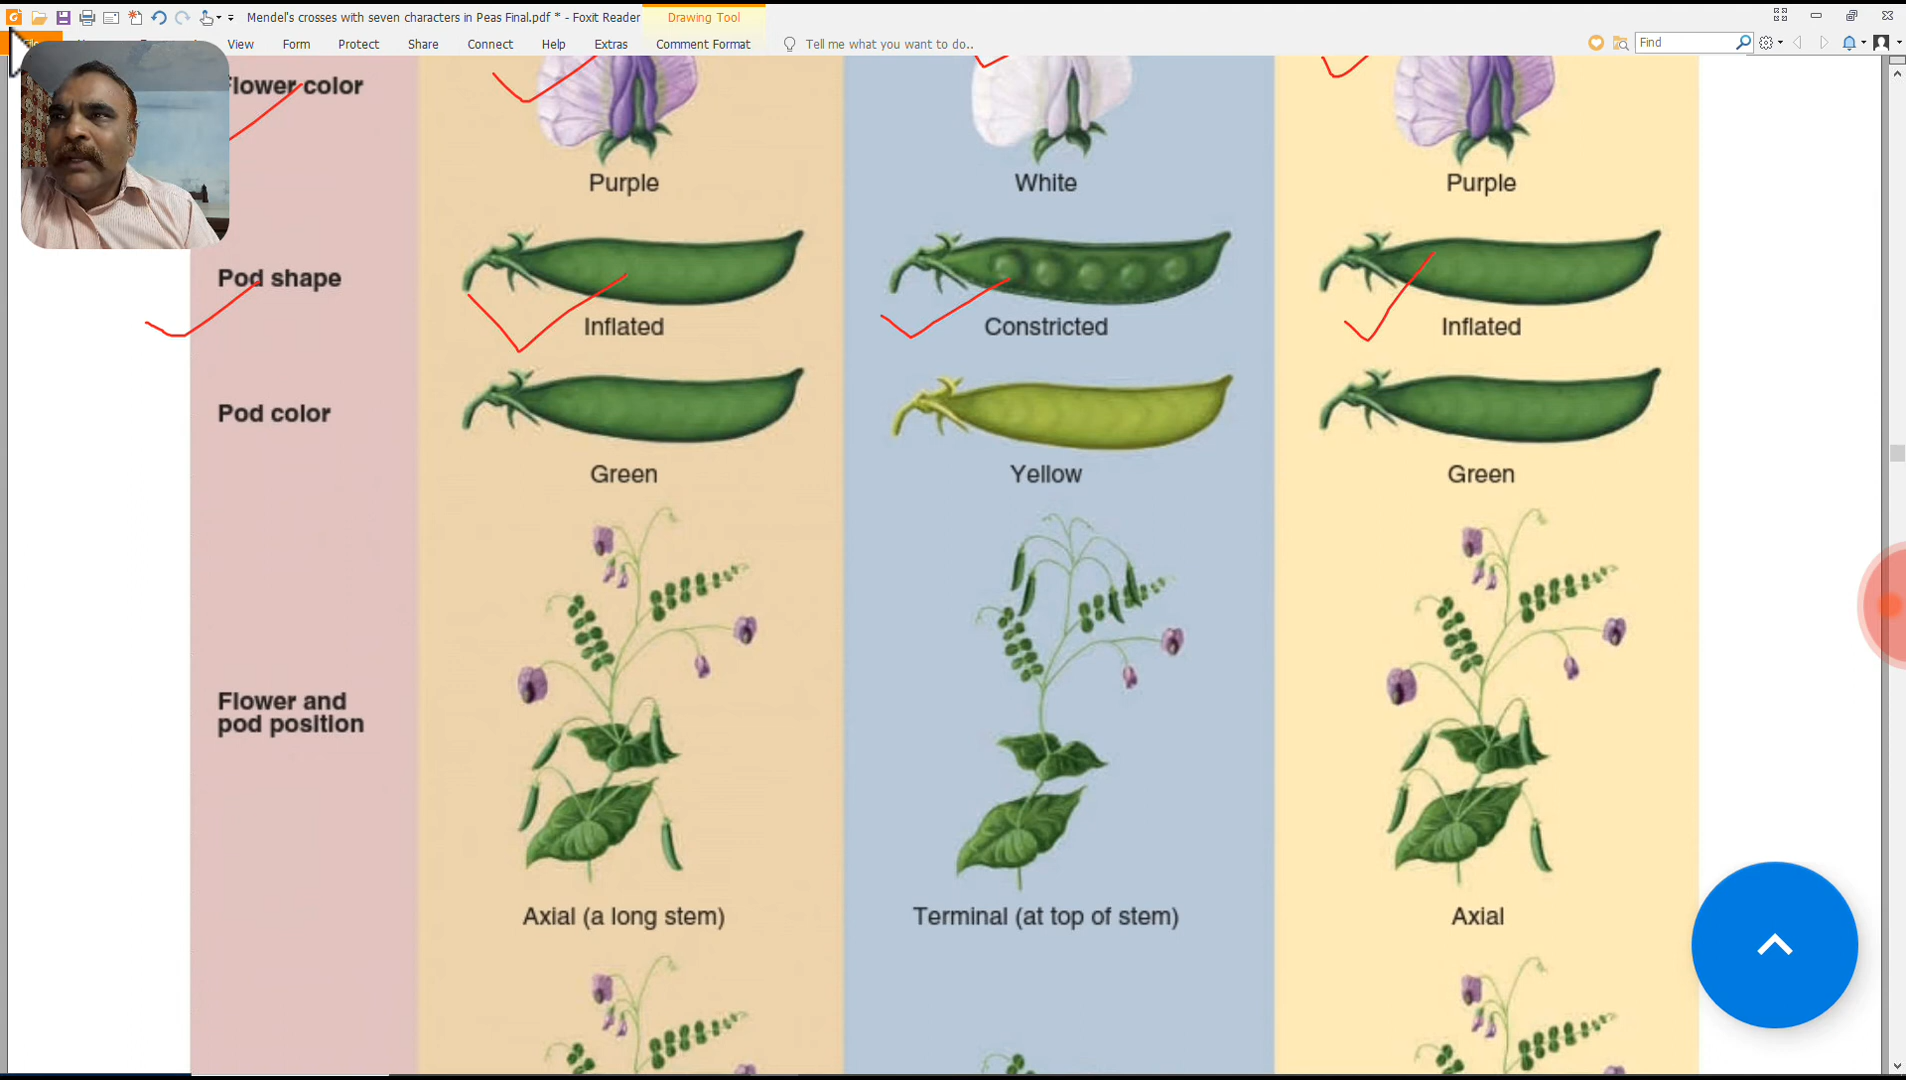 Mendel's crosses with seven characters in Peas Final.pdf * - Foxit Reader
Drawing Tool
View Form Protect Share Connect Help Extras Comment Format Tell me what you want to do.. Find
Flower color
Purple White Purple
Pod shape
Inflated Constricted Inflated
Pod color
Green Yellow Green
Flower and
pod position
Axial (a long stem) Terminal (at top of stem) Axial